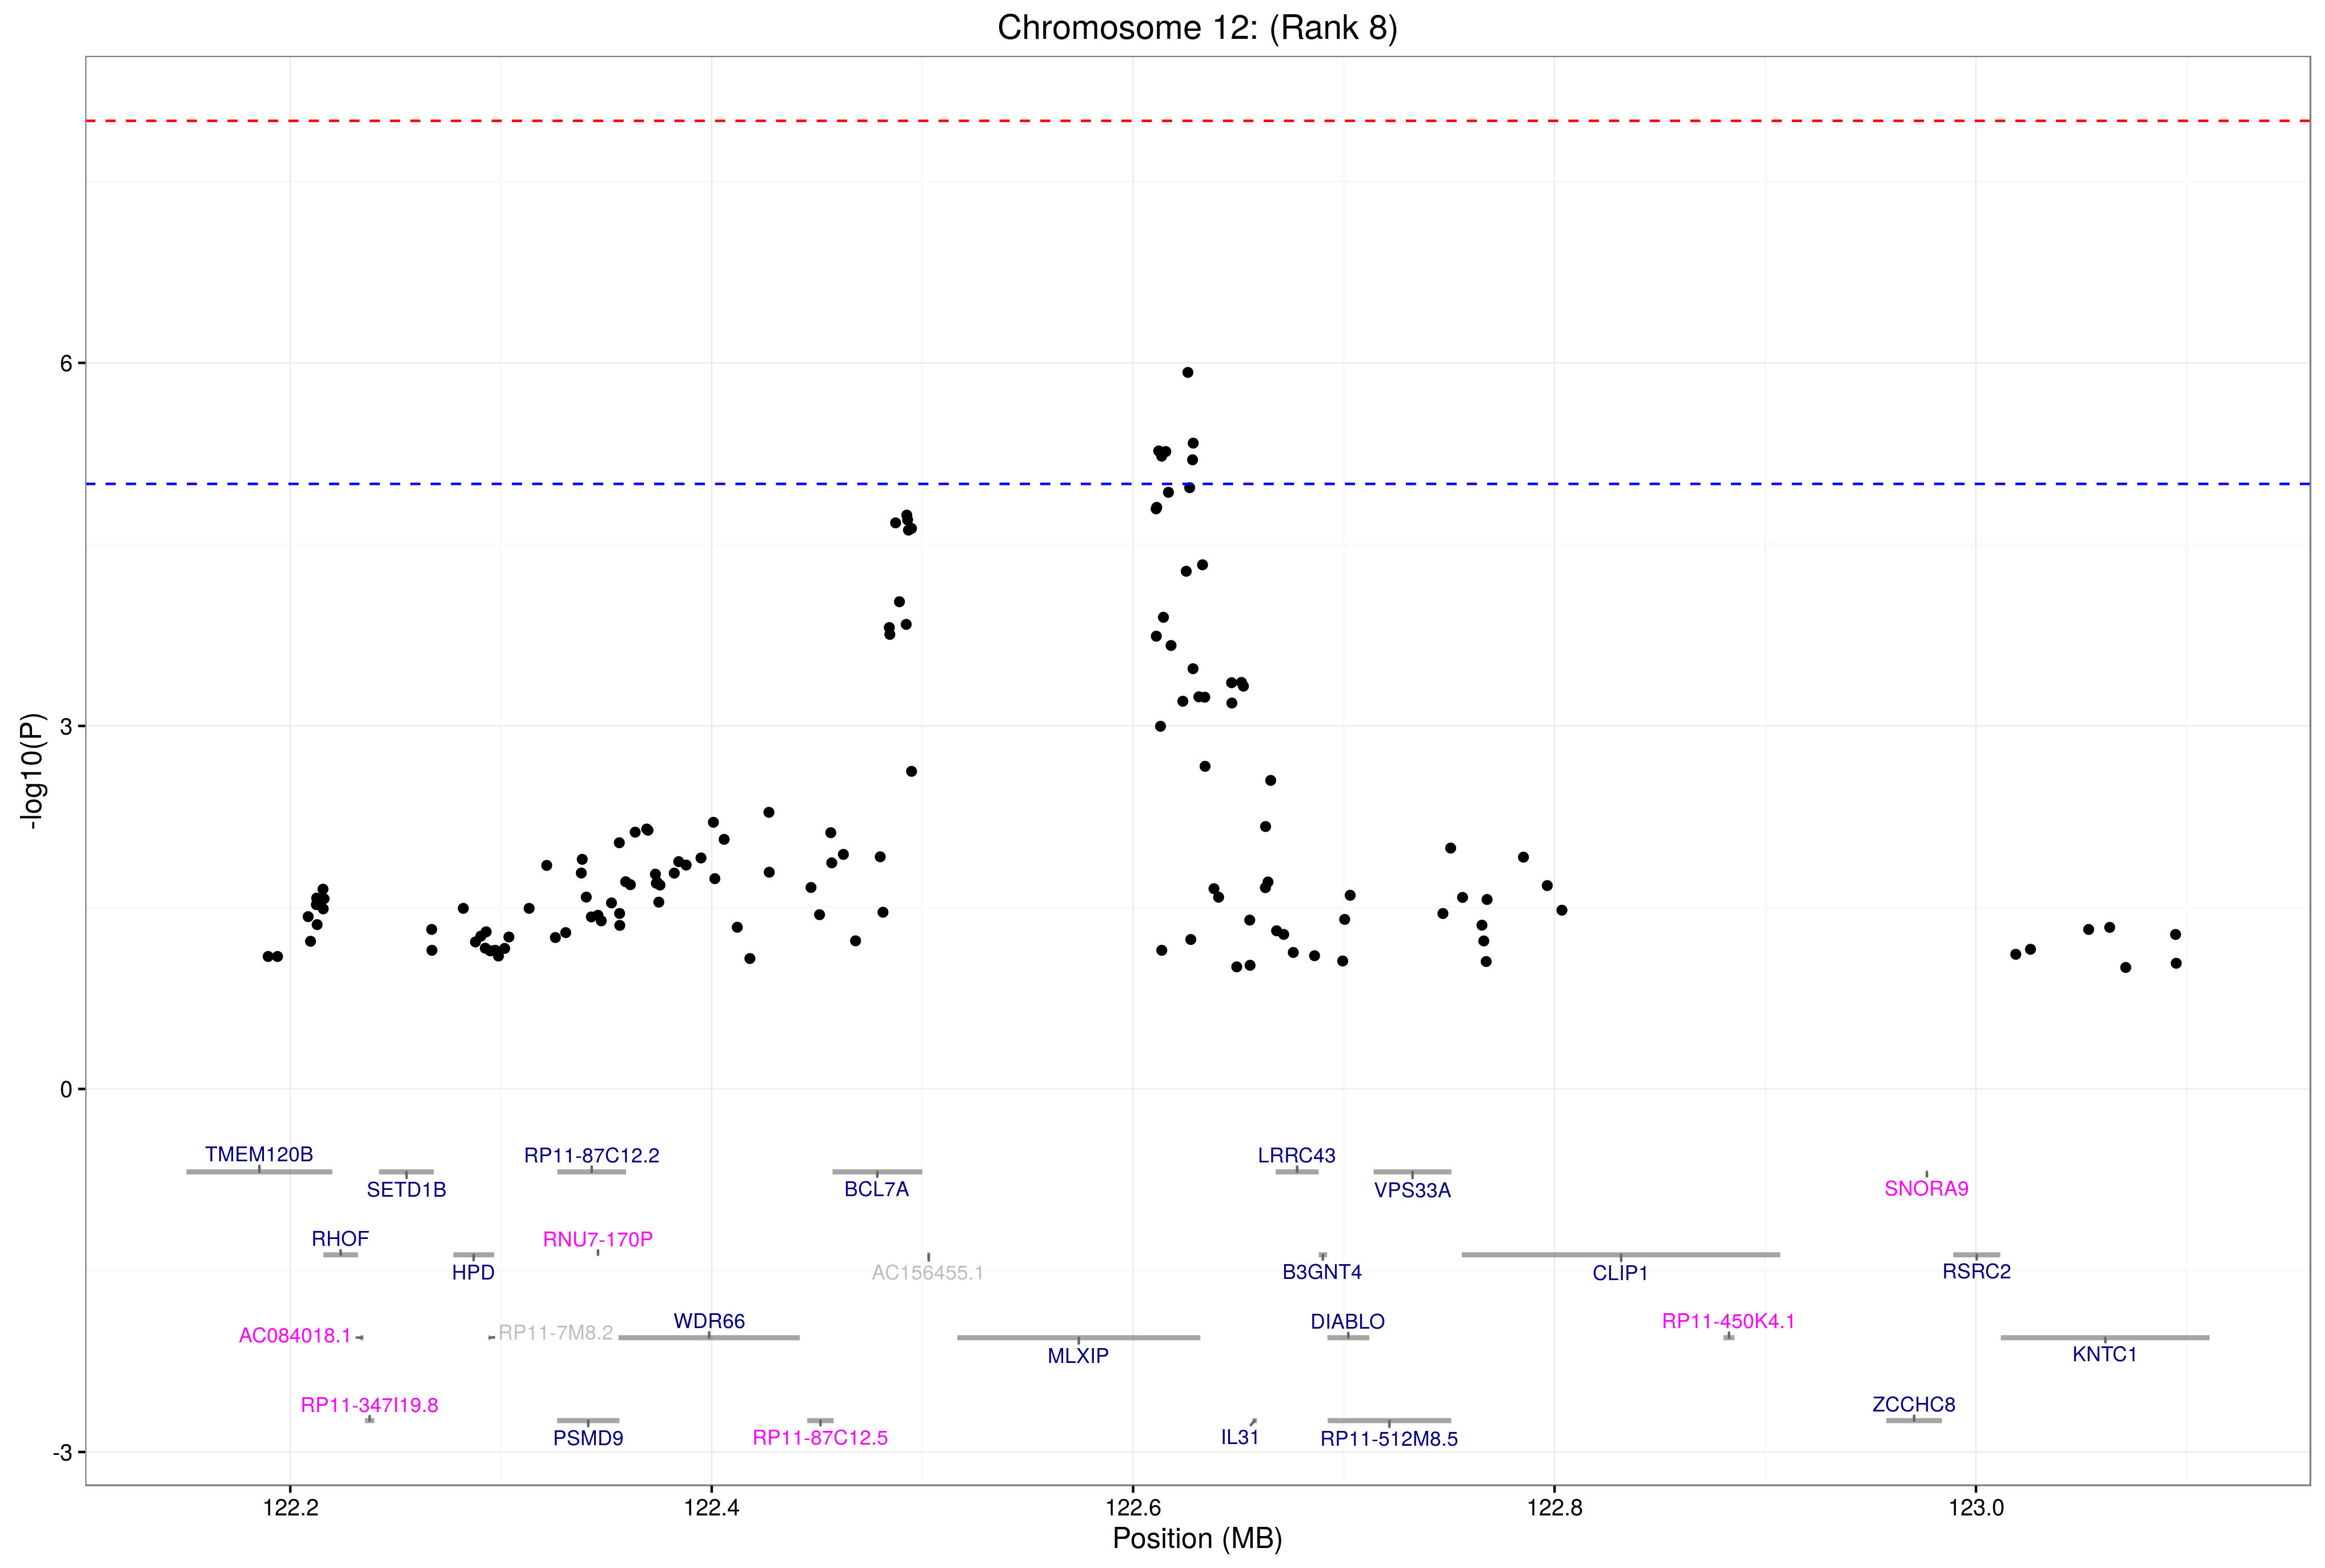 Chromosome 12: (Rank 8)
-log10(P)
6
3
0
-3
TMEM120B
RP11-87C12.2
LRRC43
SETD1B
BCL7A
VPS33A
SNORA9
RHOF
RNU7-170P
HPD
AC156455.1
B3GNT4
CLIP1
RSRC2
WDR66
DIABLO
RP11-450K4.1
AC084018.1
RP11-7M8.2
MLXIP
KNTC1
RP11-347I19.8
ZCCHC8
PSMD9
RP11-87C12.5
IL31
RP11-512M8.5
122.2
122.4
122.6
122.8
123.0
Position (MB)